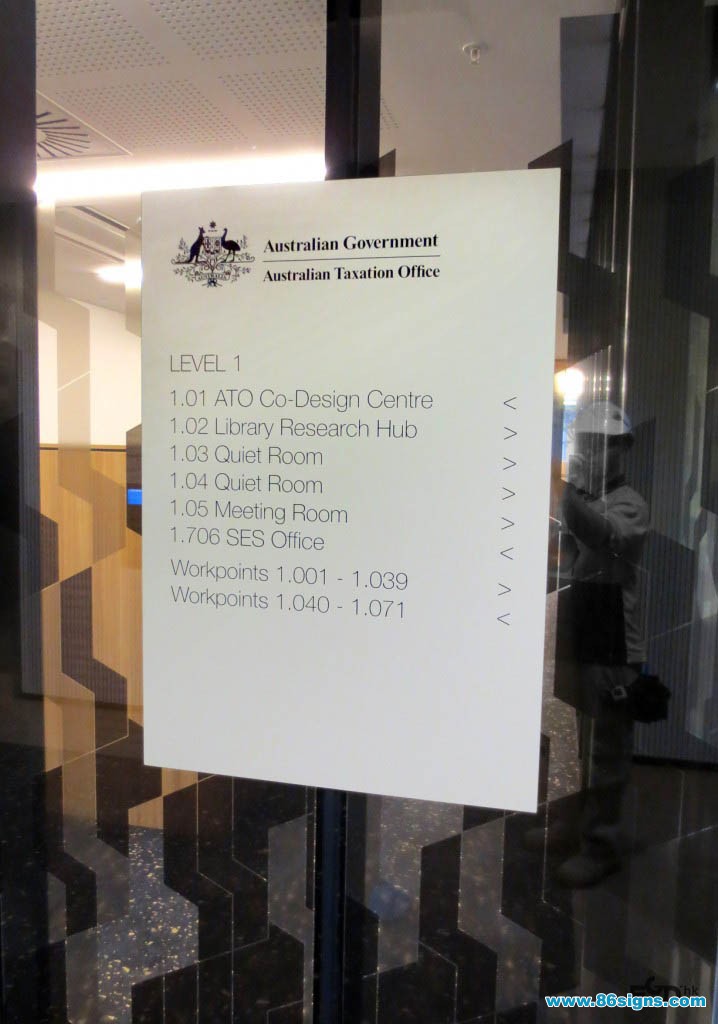 Australian Government
Australian Taxation Office
LEVEL 1
1.01 ATO Co-Design Centre <
1.02 Library Research Hub >
1.03 Quiet Room >
1.04 Quiet Room >
1.05 Meeting Room >
1.706 SES Office <
Workpoints 1.001 - 1.039 >
Workpoints 1.040 - 1.071 <
www.86signs.com